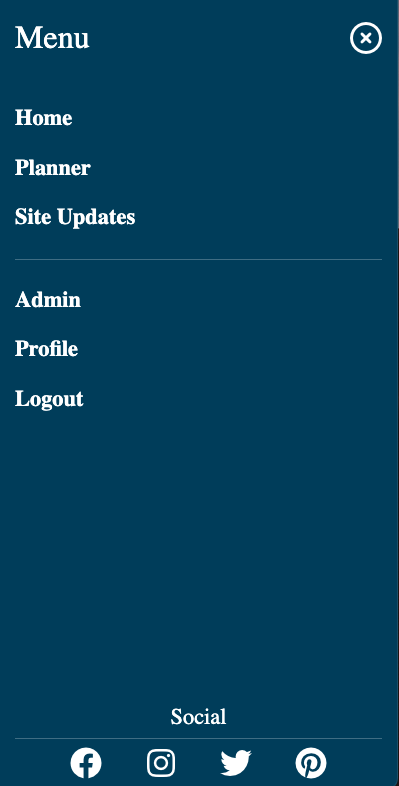 Menu
Home
Planner
Site Updates
Admin
Profile
Logout
Social